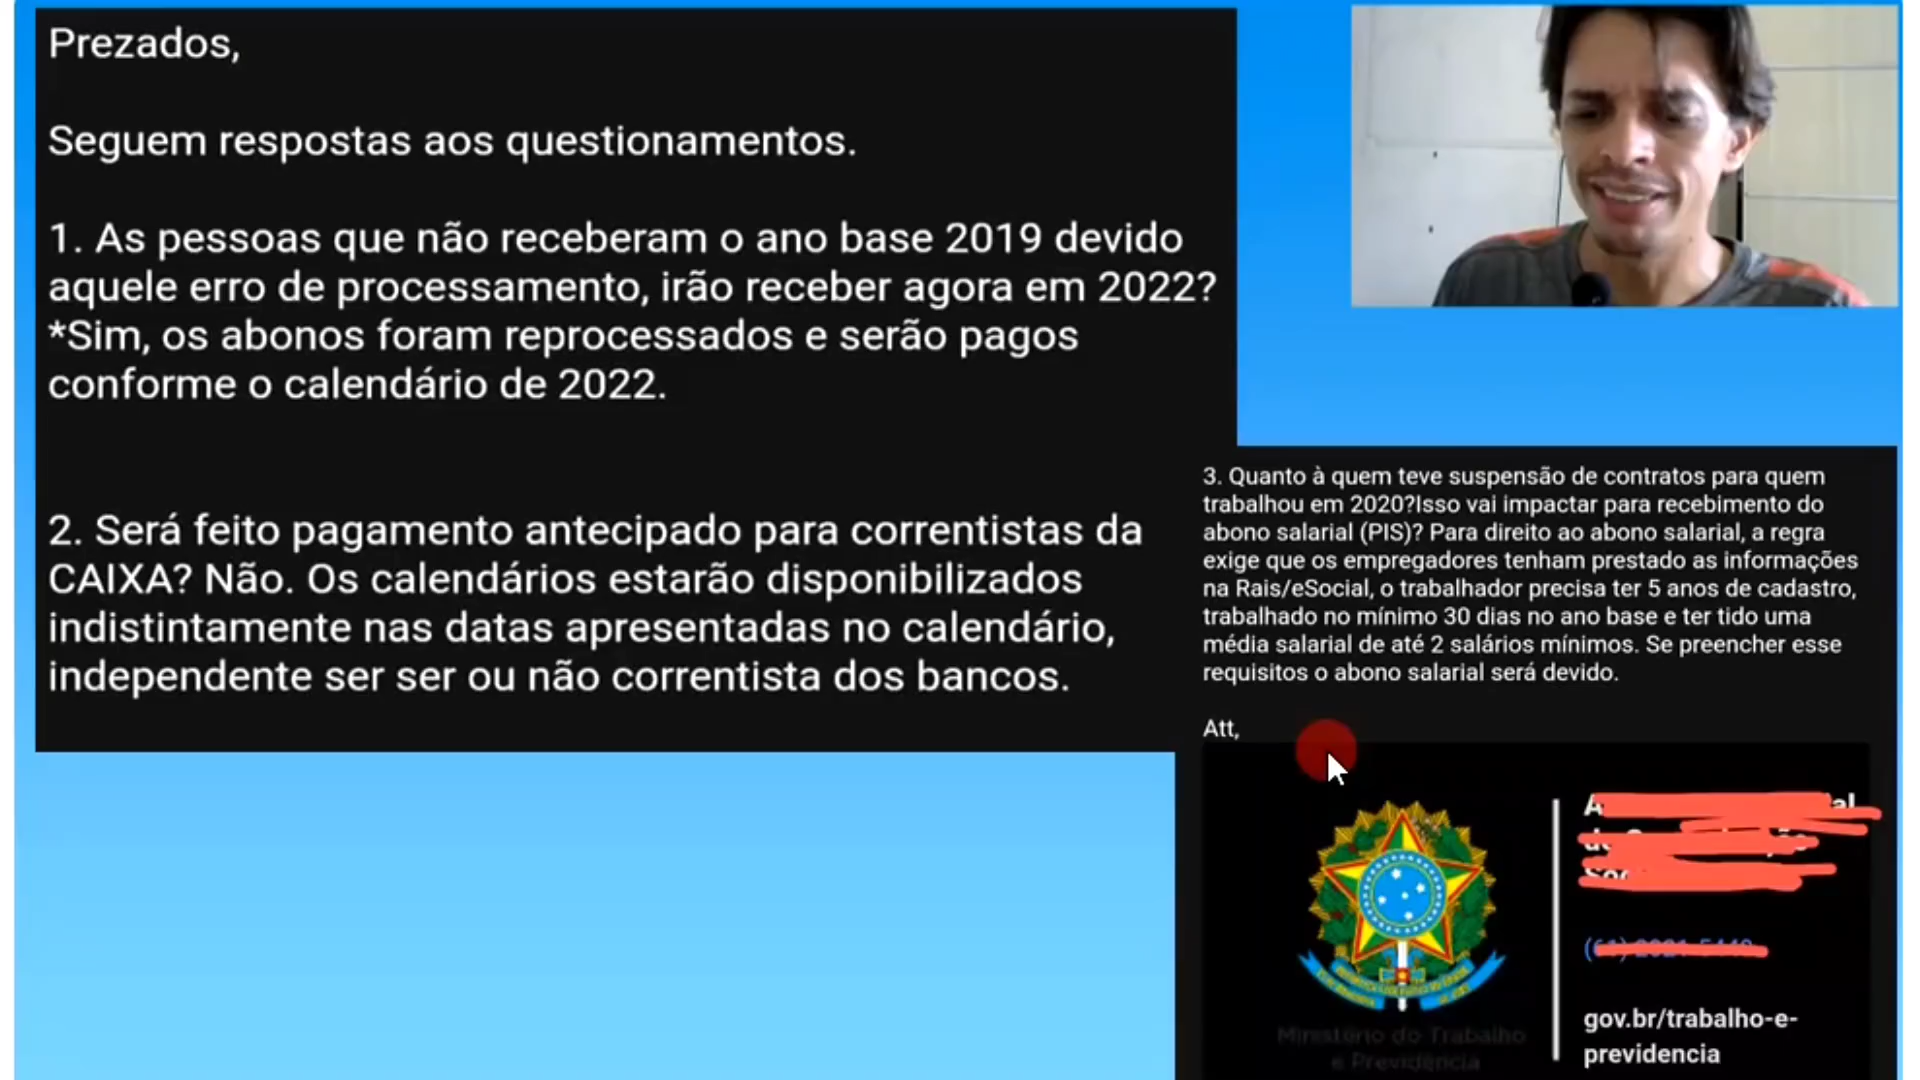 Prezados,
Seguem respostas aos questionamentos.
1. As pessoas que não receberam o ano base 2019 devido
aquele erro de processamento, irão receber agora em 2022?
*Sim, os abonos foram reprocessados e serão pagos
conforme o calendário de 2022.
2. Será feito pagamento antecipado para correntistas da
CAIXA? Não. Os calendários estarão disponibilizados
indistintamente nas datas apresentadas no calendário,
independente ser ser ou não correntista dos bancos.
3. Quanto à quem teve suspensão de contratos para quem
trabalhou em 2020?Isso vai impactar para recebimento do
abono salarial (PIS)? Para direito ao abono salarial, a regra
exige que os empregadores tenham prestado as informações
na Rais/eSocial, o trabalhador precisa ter 5 anos de cadastro,
trabalhado no mínimo 30 dias no ano base e ter tido uma
média salarial de até 2 salários mínimos. Se preencher esse
requisitos o abono salarial será devido.
Att,
Ministério do Trabalho
e Previdência
gov.br/trabalho-e-
previdencia